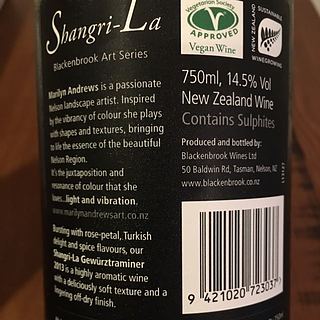 Shangri-La
Blackenbrook Art Series
Marilyn Andrews is a passionate
Nelson landscape artist. Inspired
by the vibrancy of colour she plays
with shapes and textures, bringing
to life the essence of the beautiful
Nelson Region.
It's the juxtaposition and
resonance of colour that she
loves...light and vibration.
www.marilynandrewsart.co.nz
Bursting with rose-petal, Turkish
delight and spice flavours, our
Shangri-La Gewürztraminer
2013 is a highly aromatic wine
with a deliciously soft texture and a
lingering off-dry finish.
Vegetarian Society
APPROVED
Vegan Wine
SUSTAINABLE
WINEGROWING
NEW ZEALAND
750ml, 14.5% Vol
New Zealand Wine
Contains Sulphites
Produced and bottled by:
Blackenbrook Wines Ltd
50 Baldwin Rd, Tasman, Nelson, NZ
www.blackenbrook.co.nz
9 421020 723037